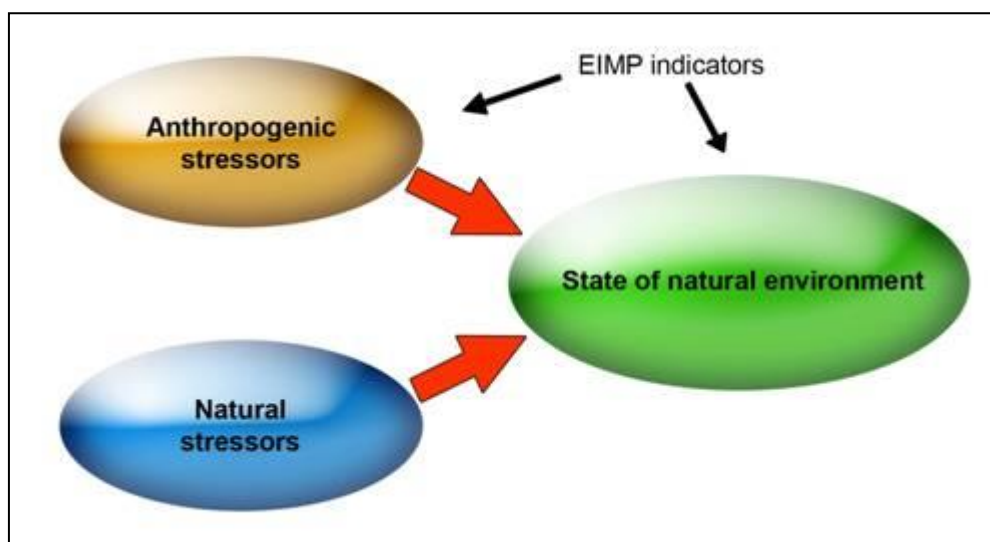 EIMP indicators
Anthropogenic
stressors
State of natural environment
Natural
stressors